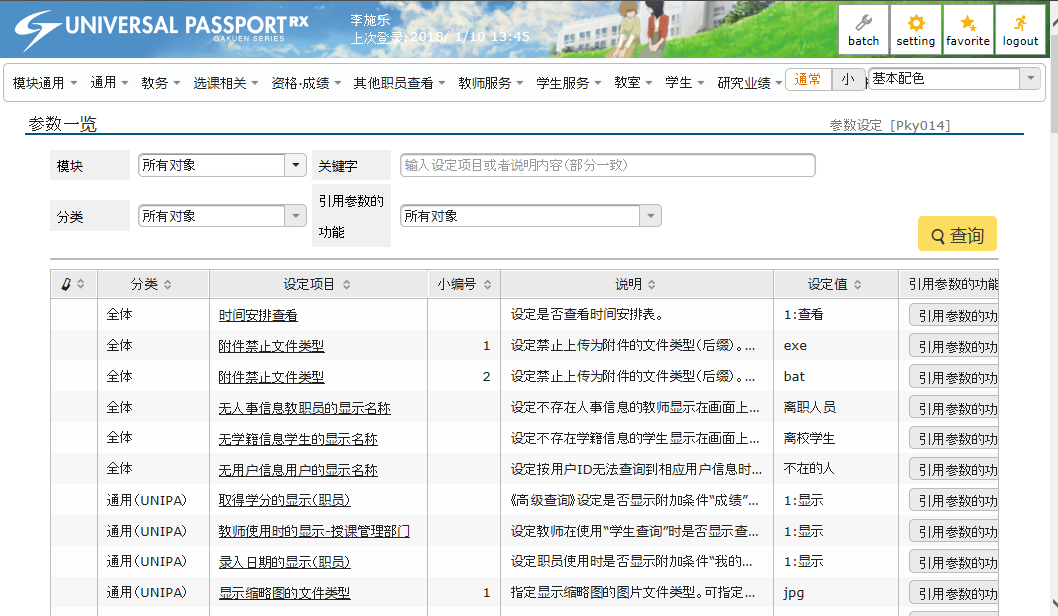 UNIVERSAL PASSPORT RX
GAKUEN SERIES
李施乐
上次登录:2018/ 1/10 13:45
batch
setting
favorite
logout
模块通用
通用
教务
选课相关
资格·成绩
其他职员查看
教师服务
学生服务
教室
学生
研究业绩
通常
小
基本配色
参数一览
参数设定 [Pky014]
模块
所有对象
关键字
输入设定项目或者说明内容(部分一致)
分类
所有对象
引用参数的
功能
所有对象
查询
分类 设定项目 小编号 说明 设定值 引用参数的功能
全体 时间安排查看 设定是否查看时间安排表。 1:查看 引用参数的功
全体 附件禁止文件类型 1 设定禁止上传为附件的文件类型(后缀)。... exe 引用参数的功
全体 附件禁止文件类型 2 设定禁止上传为附件的文件类型(后缀)。... bat 引用参数的功
全体 无人事信息教职员的显示名称 设定不存在人事信息的教师显示在画面上... 离职人员 引用参数的功
全体 无学籍信息学生的显示名称 设定不存在学籍信息的学生显示在画面上... 离校学生 引用参数的功
全体 无用户信息用户的显示名称 设定按用户ID无法查询到相应用户信息时... 不在的人 引用参数的功
通用(UNIPA) 取得学分的显示(职员) 《高级查询》设定是否显示附加条件“成绩”... 1:显示 引用参数的功
通用(UNIPA) 教师使用时的显示-授课管理部门 设定教师在使用“学生查询”时是否显示查... 1:显示 引用参数的功
通用(UNIPA) 录入日期的显示(职员) 设定职员使用时是否显示附加条件“我的... 1:显示 引用参数的功
通用(UNIPA) 显示缩略图的文件类型 1 指定显示缩略图的图片文件类型。可指定... jpg 引用参数的功